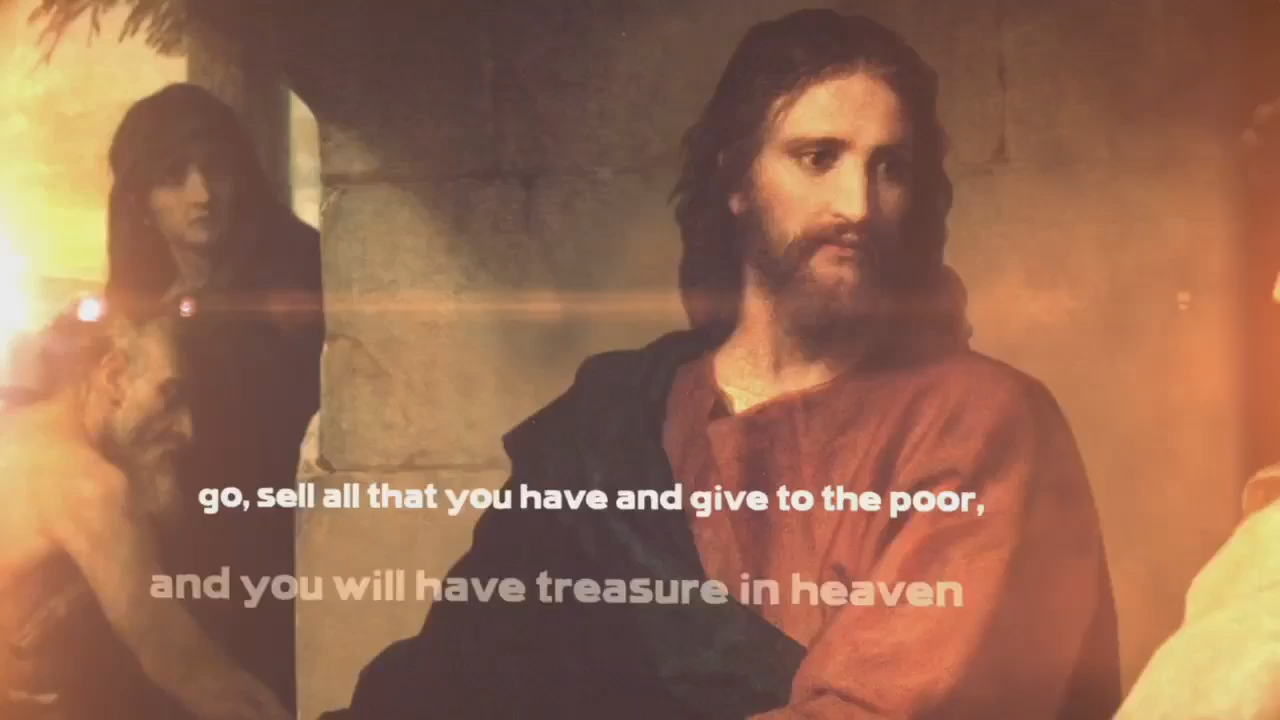 go, sell all that you have and give to the poor,
and you will have treasure in heaven